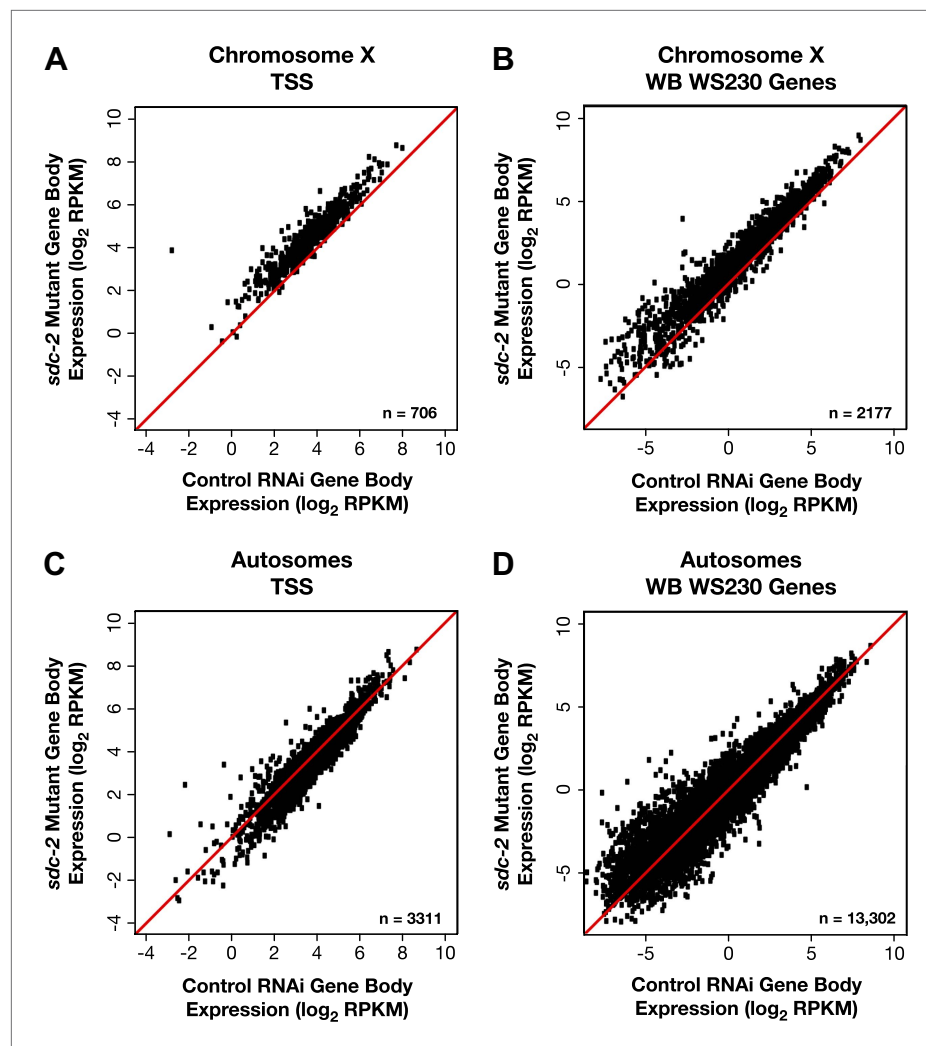 A
Chromosome X
TSS
sdc-2 Mutant Gene Body
Expression (log2 RPKM)
10
8
6
4
2
0
-2
-4
n = 706
-4 -2 0 2 4 6 8 10
Control RNAi Gene Body
Expression (log2 RPKM)
B
Chromosome X
WB WS230 Genes
sdc-2 Mutant Gene Body
Expression (log2 RPKM)
10
5
0
-5
n = 2177
-5 0 5 10
Control RNAi Gene Body
Expression (log2 RPKM)
C
Autosomes
TSS
sdc-2 Mutant Gene Body
Expression (log2 RPKM)
10
8
6
4
2
0
-2
-4
n = 3311
-4 -2 0 2 4 6 8 10
Control RNAi Gene Body
Expression (log2 RPKM)
D
Autosomes
WB WS230 Genes
sdc-2 Mutant Gene Body
Expression (log2 RPKM)
10
5
0
-5
n = 13,302
-5 0 5 10
Control RNAi Gene Body
Expression (log2 RPKM)